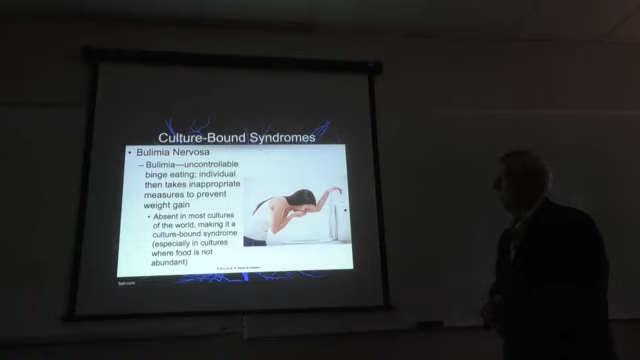 Culture-Bound Syndromes
• Bulimia Nervosa
– Bulimia—uncontrollable
binge eating; individual
then takes inappropriate
measures to prevent
weight gain
• Absent in most cultures
of the world, making it a
culture-bound syndrome
(especially in cultures
where food is not
abundant)